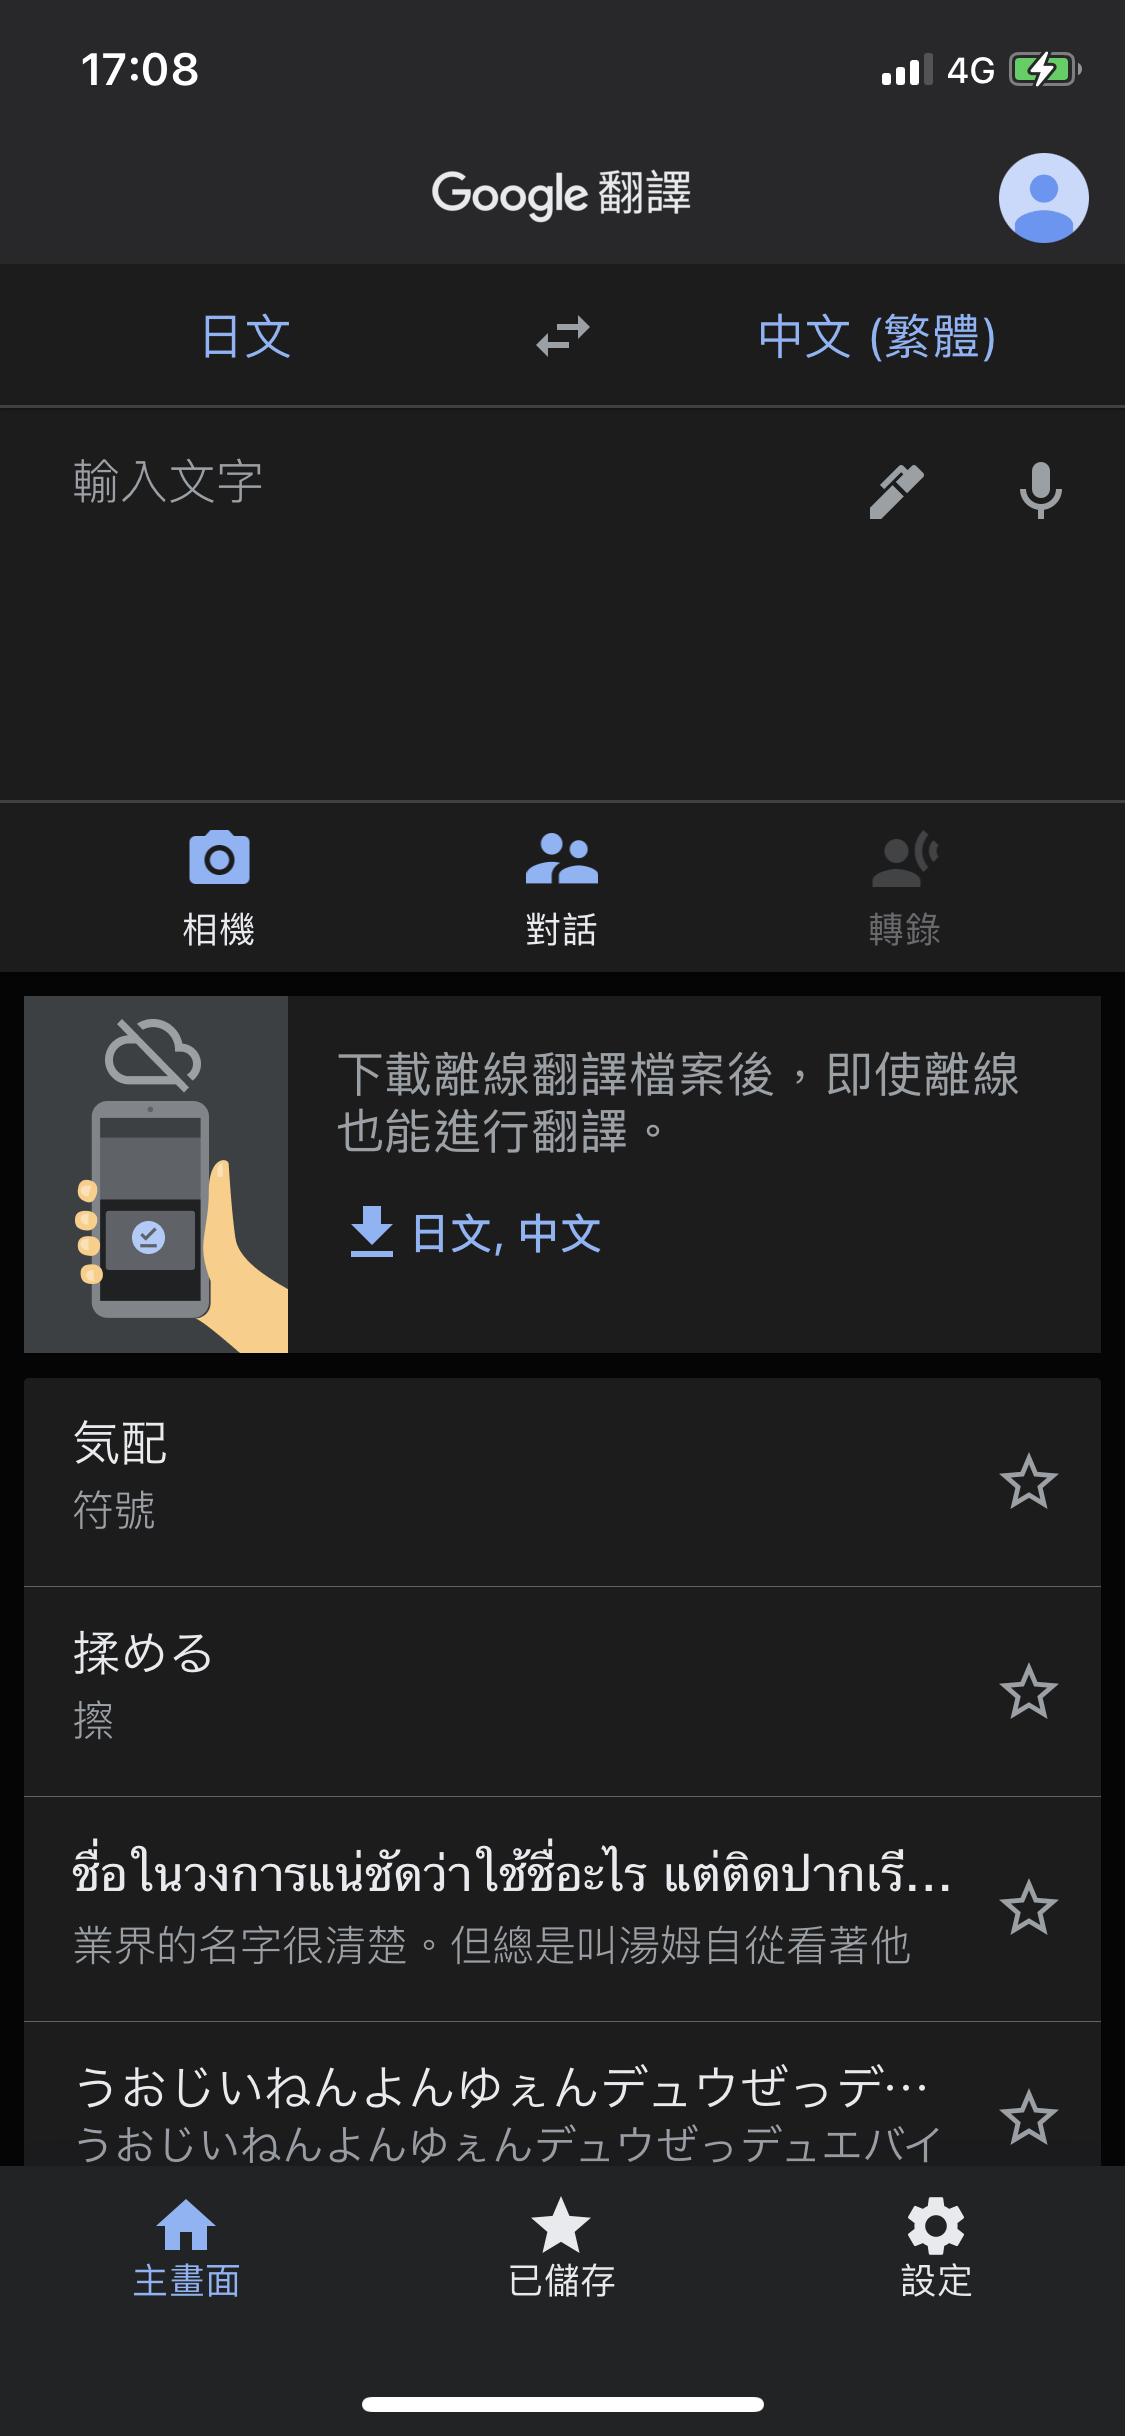 17:08
4G
Google 翻譯
日文
中文 (繁體)
輸入文字
相機
對話
轉錄
下載離線翻譯檔案後，即使離線
也能進行翻譯。
日文, 中文
気配
符號
揉める
擦
ชื่อในวงการแน่ชัดว่าใช้ชื่ออะไร แต่ติดปากเรี...
業界的名字很清楚。但總是叫湯姆自從看著他
うおじいねんよんゆぇんデュウぜっデ…
うおじいねんよんゆぇんデュウぜっデュエバイ
主畫面
已儲存
設定